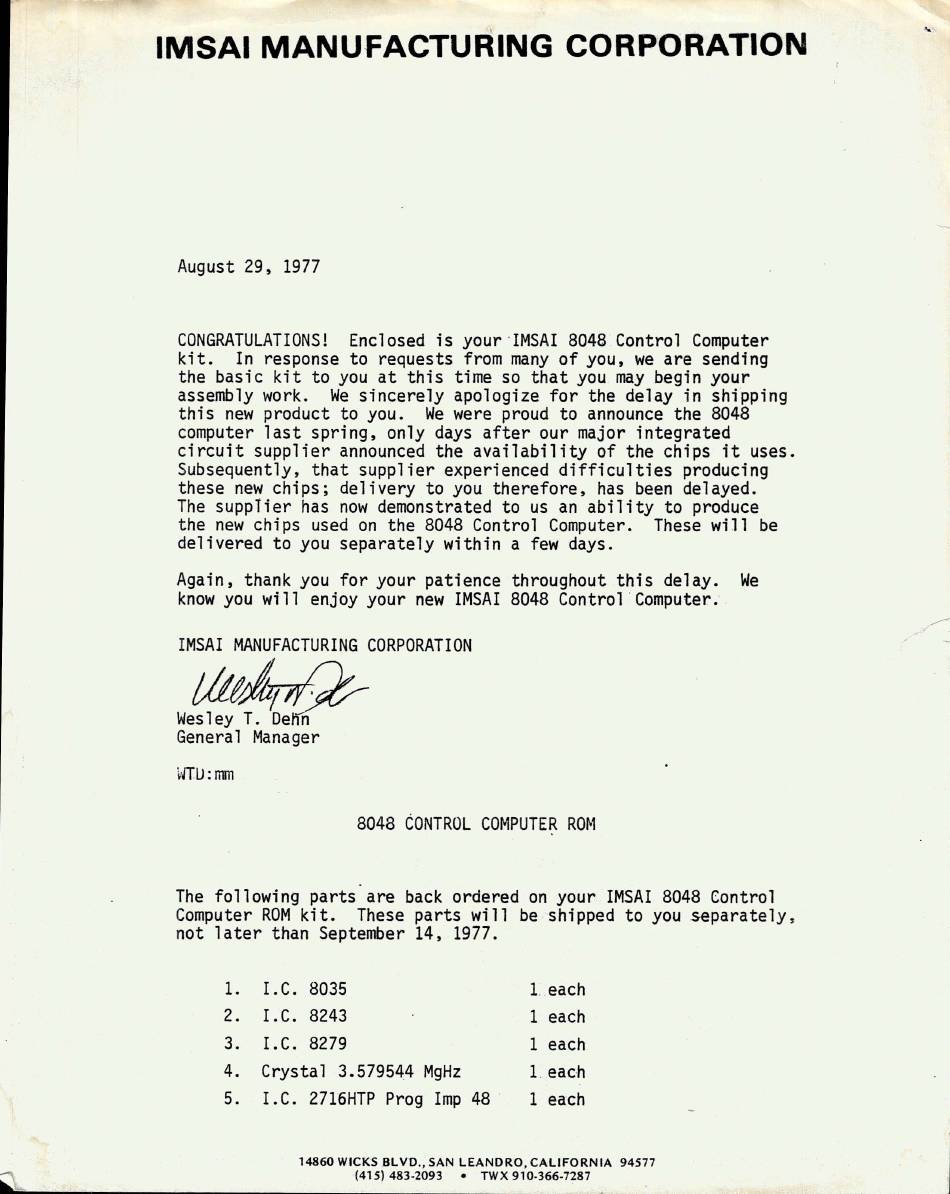 IMSAI MANUFACTURING CORPORATION
August 29, 1977
CONGRATULATIONS! Enclosed is your IMSAI 8048 Control Computer
kit. In response to requests from many of you, we are sending
the basic kit to you at this time so that you may begin your
assembly work. We sincerely apologize for the delay in shipping
this new product to you. We were proud to announce the 8048
computer last spring, only days after our major integrated
circuit supplier announced the availability of the chips it uses.
Subsequently, that supplier experienced difficulties producing
these new chips; delivery to you therefore, has been delayed.
The supplier has now demonstrated to us an ability to produce
the new chips used on the 8048 Control Computer. These will be
delivered to you separately within a few days.
Again, thank you for your patience throughout this delay. We
know you will enjoy your new IMSAI 8048 Control Computer.
IMSAI MANUFACTURING CORPORATION
Wesley T. Dehn
General Manager
WTD:mm
8048 CONTROL COMPUTER ROM
The following parts are back ordered on your IMSAI 8048 Control
Computer ROM kit. These parts will be shipped to you separately,
not later than September 14, 1977.
1. I.C. 8035 1 each
2. I.C. 8243 1 each
3. I.C. 8279 1 each
4. Crystal 3.579544 MgHz 1 each
5. I.C. 2716HTP Prog Imp 48 1 each
14860 WICKS BLVD., SAN LEANDRO, CALIFORNIA 94577
(415) 483-2093 • TWX 910-366-7287